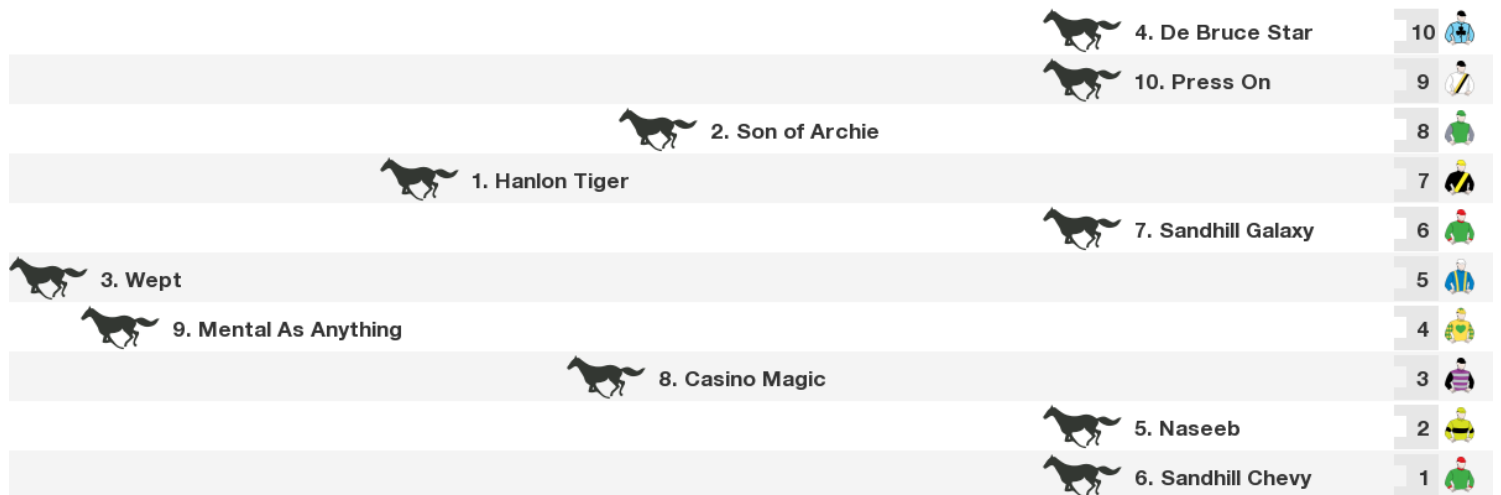 4. De Bruce Star 10
10. Press On 9
2. Son of Archie 8
1. Hanlon Tiger 7
7. Sandhill Galaxy 6
3. Wept 5
9. Mental As Anything 4
8. Casino Magic 3
5. Naseeb 2
6. Sandhill Chevy 1